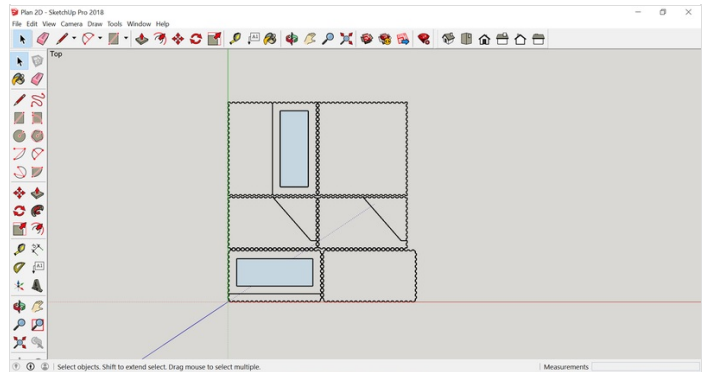 Plan 2D - SketchUp Pro 2018
File Edit View Camera Draw Tools Window Help
Top
Select objects. Shift to extend select. Drag mouse to select multiple.
Measurements